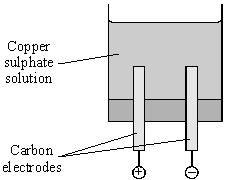 Copper
sulphate
solution
Carbon
electrodes
+
−